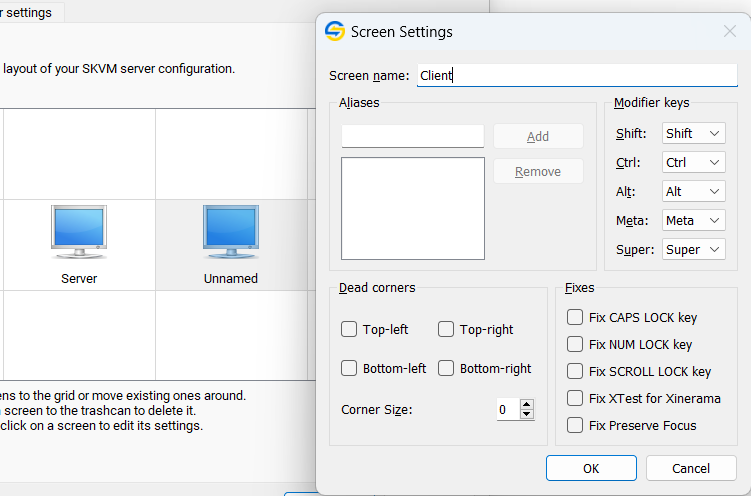 r settings
layout of your SKVM server configuration.
Server
Unnamed
ens to the grid or move existing ones around.
screen to the trashcan to delete it.
click on a screen to edit its settings.
Screen Settings
Screen name: Client
Aliases
Add
Remove
Modifier keys
Shift: Shift
Ctrl: Ctrl
Alt: Alt
Meta: Meta
Super: Super
Dead corners
Top-left
Top-right
Bottom-left
Bottom-right
Corner Size: 0
Fixes
Fix CAPS LOCK key
Fix NUM LOCK key
Fix SCROLL LOCK key
Fix XTest for Xinerama
Fix Preserve Focus
OK
Cancel